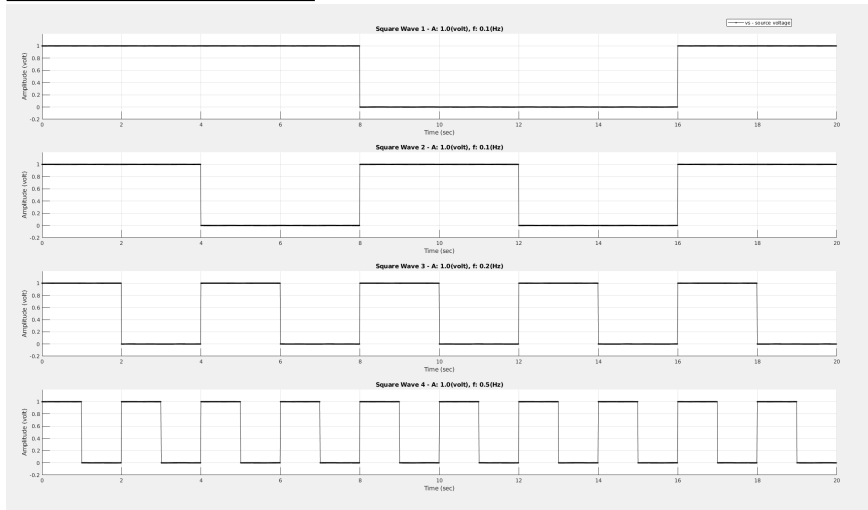 vs - source voltage
Square Wave 1 - A: 1.0(volt), f: 0.1(Hz)
Amplitude (volt)
1
0.8
0.6
0.4
0.2
0
-0.2
0 2 4 6 8 10 12 14 16 18 20
Time (sec)
Square Wave 2 - A: 1.0(volt), f: 0.1(Hz)
Amplitude (volt)
1
0.8
0.6
0.4
0.2
0
-0.2
0 2 4 6 8 10 12 14 16 18 20
Time (sec)
Square Wave 3 - A: 1.0(volt), f: 0.2(Hz)
Amplitude (volt)
1
0.8
0.6
0.4
0.2
0
-0.2
0 2 4 6 8 10 12 14 16 18 20
Time (sec)
Square Wave 4 - A: 1.0(volt), f: 0.5(Hz)
Amplitude (volt)
1
0.8
0.6
0.4
0.2
0
-0.2
0 2 4 6 8 10 12 14 16 18 20
Time (sec)